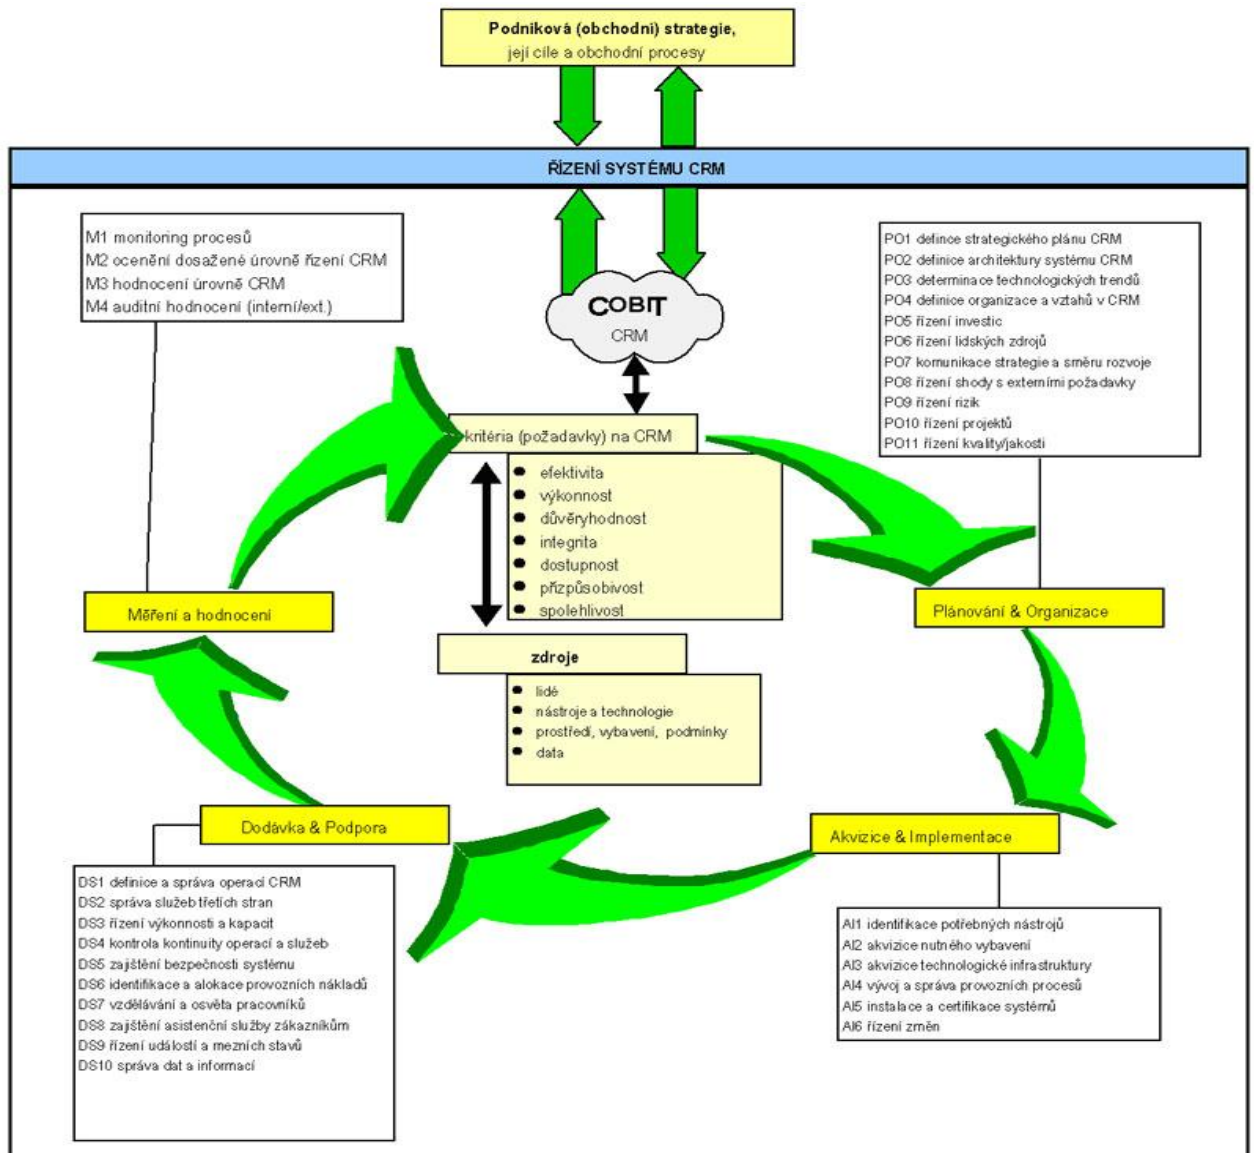 Podniková (obchodní) strategie,
její cíle a obchodní procesy
ŘÍZENÍ SYSTÉMU CRM
M1 monitoring procesů
M2 ocenění dosažené úrovně řízení CRM
M3 hodnocení úrovně CRM
M4 auditní hodnocení (interní/ext.)
COBIT
CRM
PO1 defince strategického plánu CRM
PO2 definice architektury systému CRM
PO3 determinace technologických trendů
PO4 definice organizace a vztahů v CRM
PO5 řízení investic
PO6 řízení lidských zdrojů
PO7 komunikace strategie a směru rozvoje
PO8 řízení shody s externími požadavky
PO9 řízení rizik
PO10 řízení projektů
PO11 řízení kvality/jakosti
kritéria (požadavky) na CRM
efektivita
výkonnost
důvěryhodnost
integrita
dostupnost
přizpůsobivost
spolehlivost
Měření a hodnocení
Plánování & Organizace
zdroje
lidé
nástroje a technologie
prostředí, vybavení, podmínky
data
Dodávka & Podpora
Akvizice & Implementace
DS1 definice a správa operací CRM
DS2 správa služeb třetích stran
DS3 řízení výkonnosti a kapacit
DS4 kontrola kontinuity operací a služeb
DS5 zajištění bezpečnosti systému
DS6 identifikace a alokace provozních nákladů
DS7 vzdělávání a osvěta pracovníků
DS8 zajištění asistenční služby zákazníkům
DS9 řízení událostí a mezních stavů
DS10 správa dat a informací
AI1 identifikace potřebných nástrojů
AI2 akvizice nutného vybavení
AI3 akvizice technologické infrastruktury
AI4 vývoj a správa provozních procesů
AI5 instalace a certifikace systémů
AI6 řízení změn